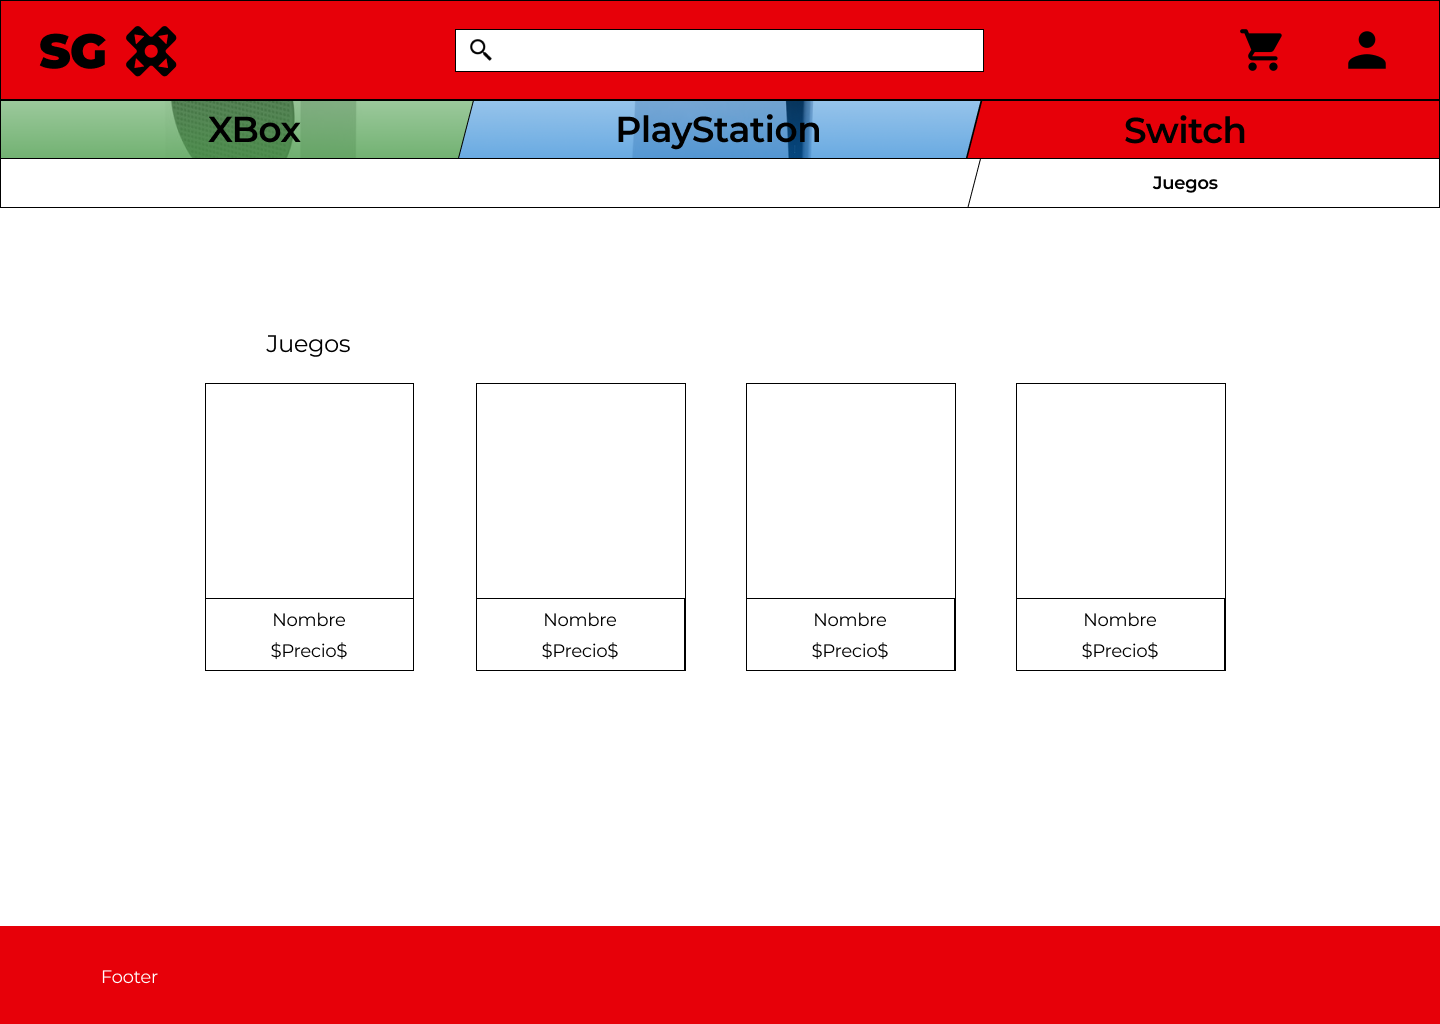 SG
XBox
PlayStation
Switch
Juegos
Juegos
Nombre
$Precio$
Nombre
$Precio$
Nombre
$Precio$
Nombre
$Precio$
Footer